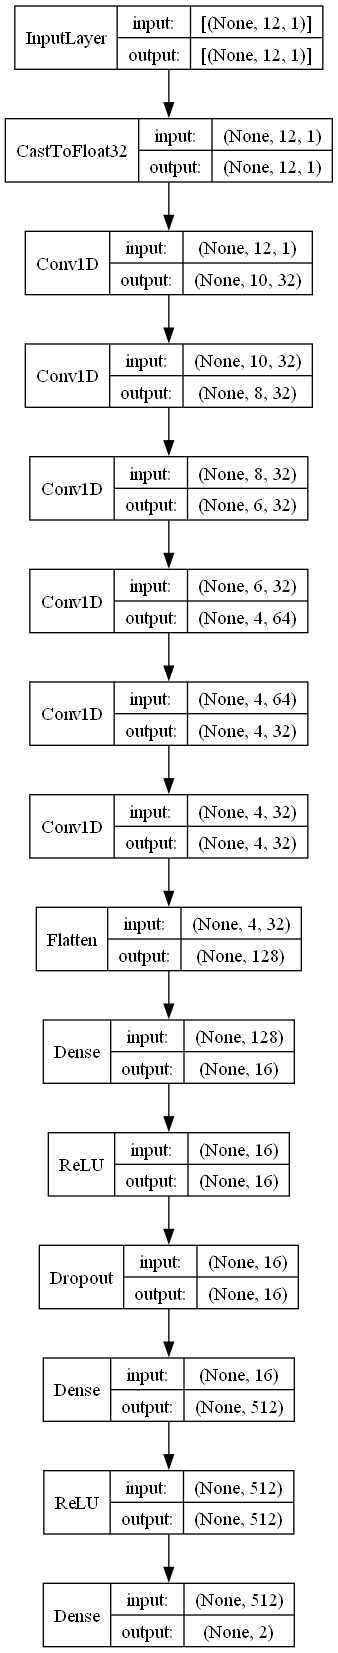 InputLayer input: [(None, 12, 1)]
output: [(None, 12, 1)]
CastToFloat32 input: (None, 12, 1)
output: (None, 12, 1)
Conv1D input: (None, 12, 1)
output: (None, 10, 32)
Conv1D input: (None, 10, 32)
output: (None, 8, 32)
Conv1D input: (None, 8, 32)
output: (None, 6, 32)
Conv1D input: (None, 6, 32)
output: (None, 4, 64)
Conv1D input: (None, 4, 64)
output: (None, 4, 32)
Conv1D input: (None, 4, 32)
output: (None, 4, 32)
Flatten input: (None, 4, 32)
output: (None, 128)
Dense input: (None, 128)
output: (None, 16)
ReLU input: (None, 16)
output: (None, 16)
Dropout input: (None, 16)
output: (None, 16)
Dense input: (None, 16)
output: (None, 512)
ReLU input: (None, 512)
output: (None, 512)
Dense input: (None, 512)
output: (None, 2)